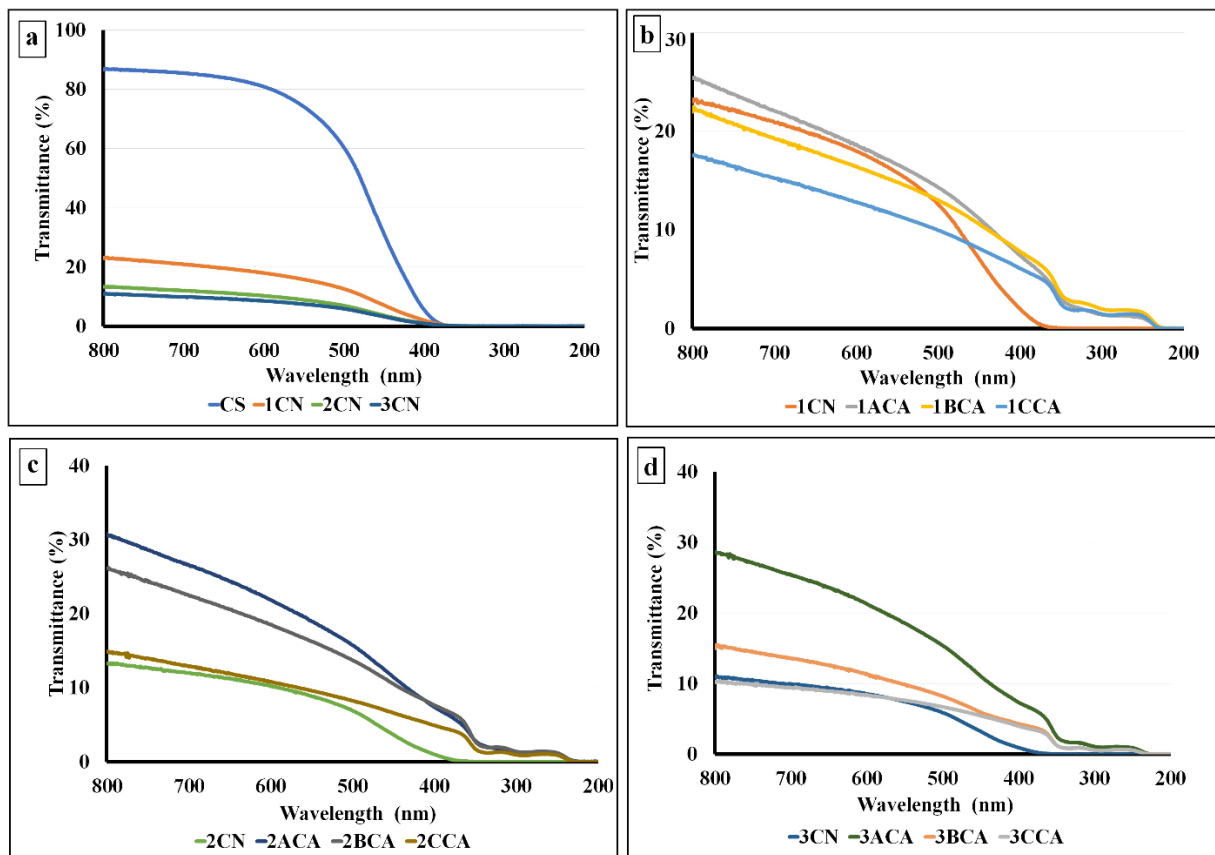 a
100
80
60
40
20
0
Transmittance (%)
800 700 600 500 400 300 200
Wavelength (nm)
CS 1CN 2CN 3CN
b
30
20
10
0
Transmittance (%)
800 700 600 500 400 300 200
Wavelength (nm)
1CN 1ACA 1BCA 1CCA
c
40
30
20
10
0
Transmittance (%)
800 700 600 500 400 300 200
Wavelength (nm)
2CN 2ACA 2BCA 2CCA
d
40
30
20
10
0
Transmittance (%)
800 700 600 500 400 300 200
Wavelength (nm)
3CN 3ACA 3BCA 3CCA